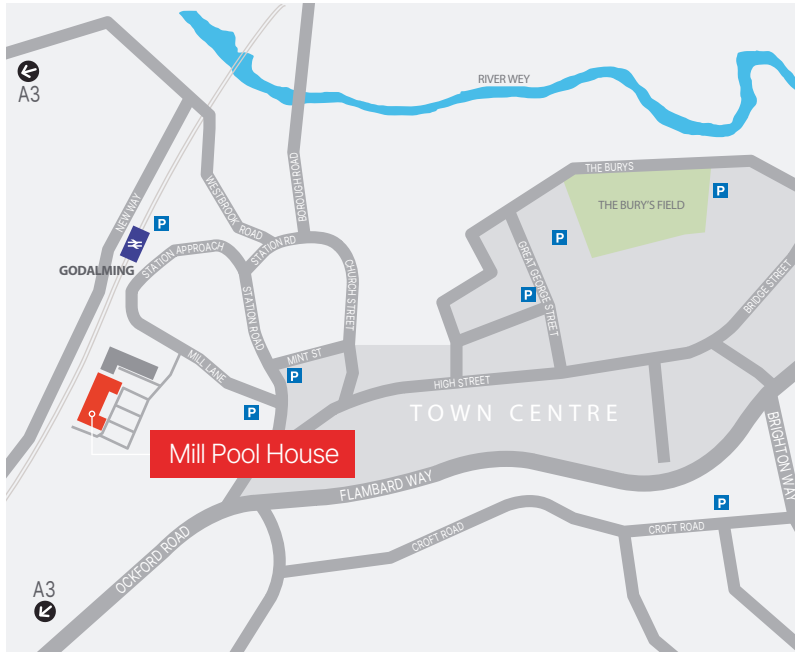 RIVER WEY
A3
THE BURYS
THE BURY'S FIELD
P
NEW WAY
WESTBROOK ROAD
BOROUGH ROAD
P
STATION APPROACH
STATION RD
GREAT GEORGE STREET
P
GODALMING
CHURCH STREET
STATION ROAD
P
BRIDGE STREET
MINT ST
MILL LANE
P
HIGH STREET
P
TOWN CENTRE
BRIGHTON WAY
Mill Pool House
FLAMBARD WAY
P
OCKFORD ROAD
CROFT ROAD
CROFT ROAD
A3